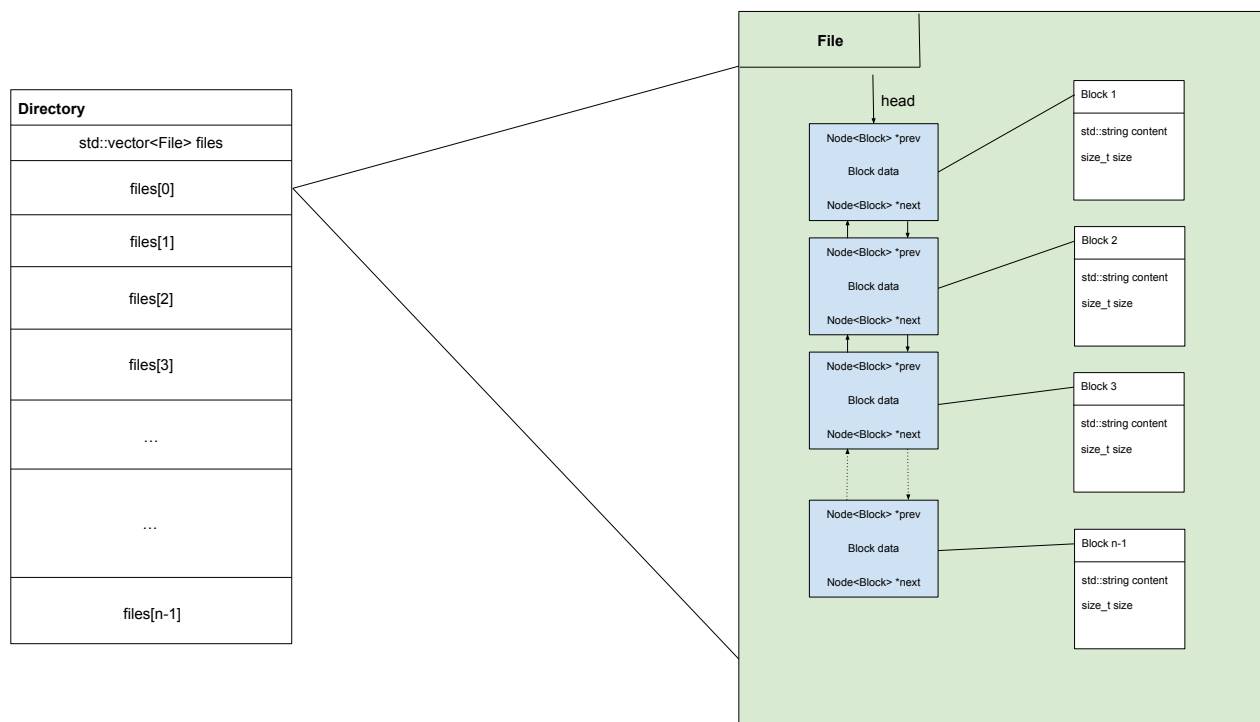 Directory
std::vector<File> files
files[0]
files[1]
files[2]
files[3]
...
...
files[n-1]
File
head
Node<Block> *prev
Block data
Node<Block> *next
Node<Block> *prev
Block data
Node<Block> *next
Node<Block> *prev
Block data
Node<Block> *next
Node<Block> *prev
Block data
Node<Block> *next
Block 1
std::string content
size_t size
Block 2
std::string content
size_t size
Block 3
std::string content
size_t size
Block n-1
std::string content
size_t size